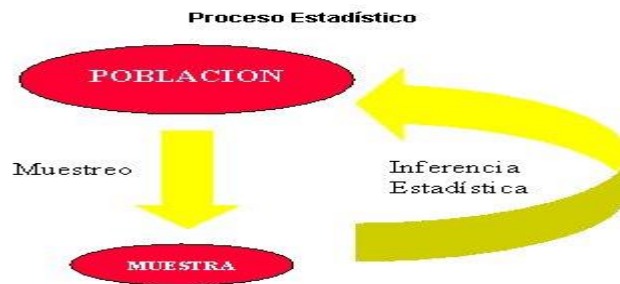 Proceso Estadístico
POBLACION
Muestreo
Inferencia
Estadística
MUESTRA